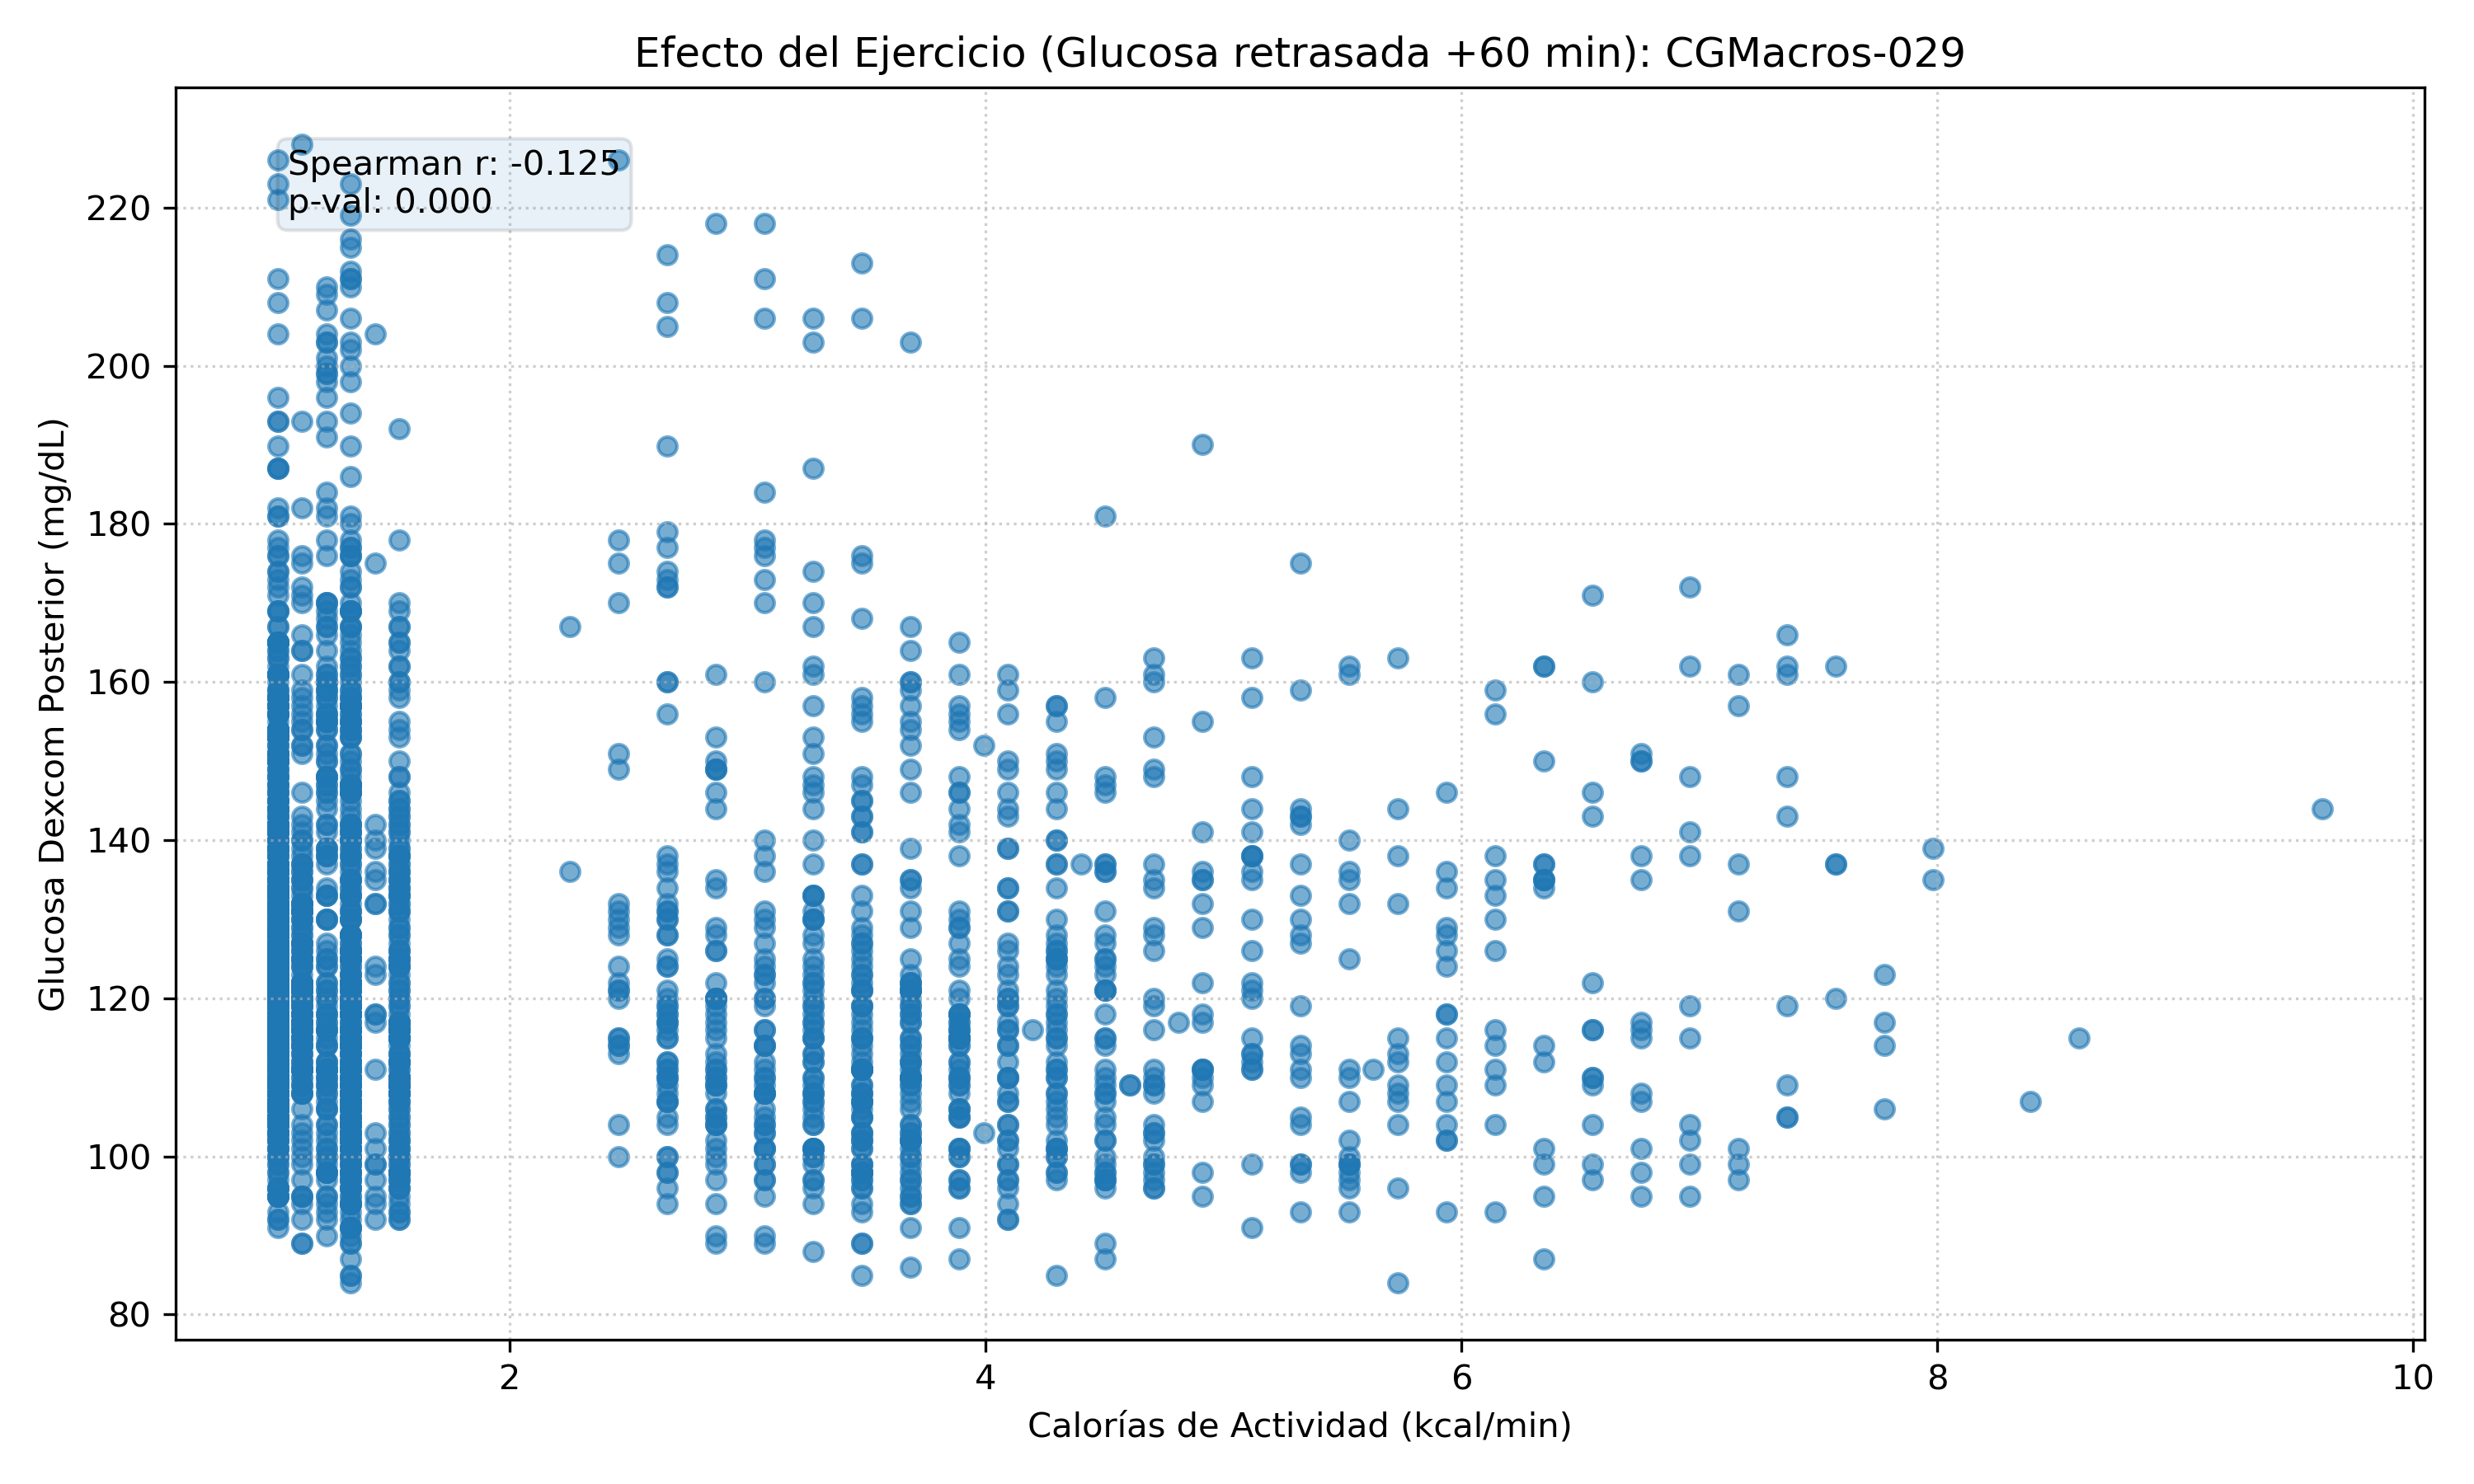 Efecto del Ejercicio (Glucosa retrasada +60 min): CGMacros-029
Spearman r: -0.125
p-val: 0.000
Glucosa Dexcom Posterior (mg/dL)
220
200
180
160
140
120
100
80
2
4
6
8
10
Calorías de Actividad (kcal/min)